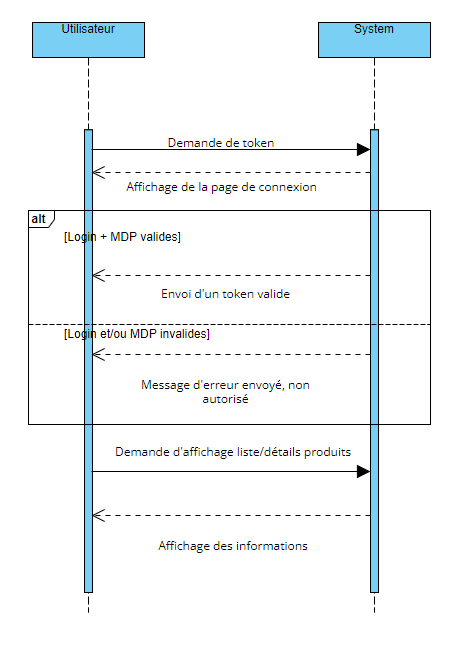 Utilisateur
System
Demande de token
Affichage de la page de connexion
alt
[Login + MDP valides]
Envoi d'un token valide
[Login et/ou MDP invalides]
Message d'erreur envoyé, non
autorisé
Demande d'affichage liste/détails produits
Affichage des informations